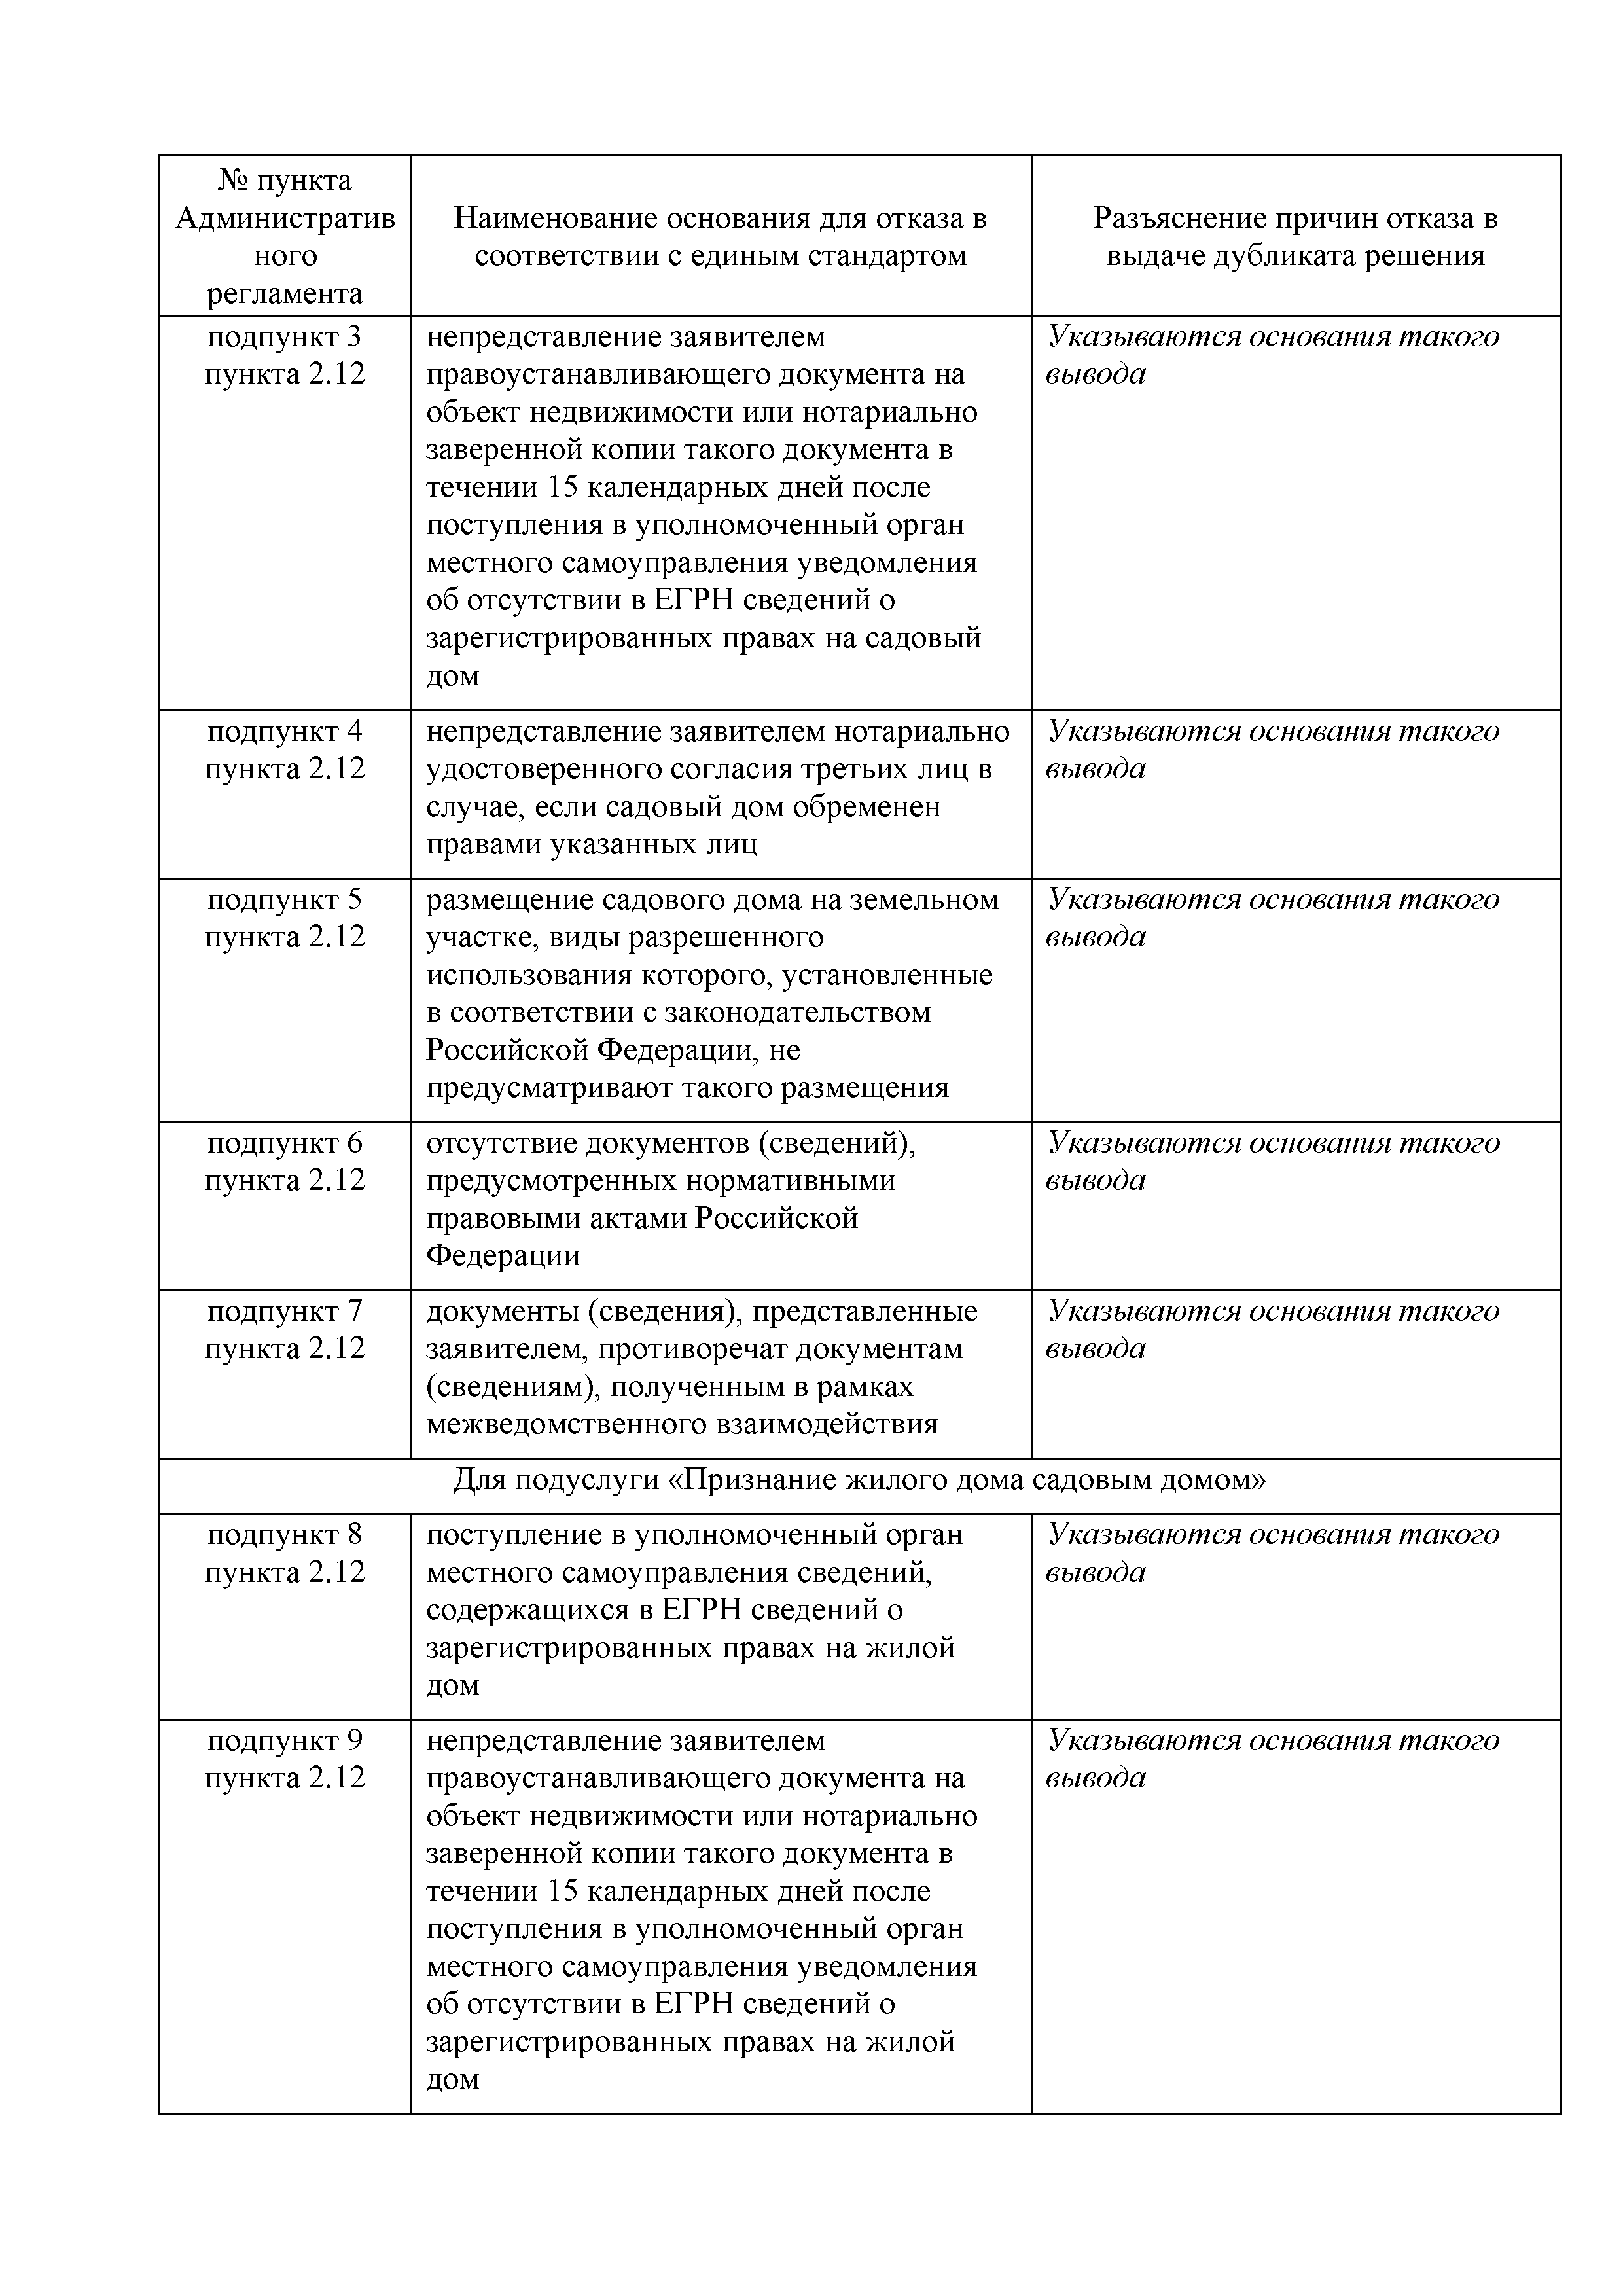 № пункта
Административ
ного
регламента
Наименование основания для отказа в
соответствии с единым стандартом
Разъяснение причин отказа в
выдаче дубликата решения
подпункт 3
пункта 2.12
непредставление заявителем
правоустанавливающего документа на
объект недвижимости или нотариально
заверенной копии такого документа в
течении 15 календарных дней после
поступления в уполномоченный орган
местного самоуправления уведомления
об отсутствии в ЕГРН сведений о
зарегистрированных правах на садовый
дом
Указываются основания такого
вывода
подпункт 4
пункта 2.12
непредставление заявителем нотариально
удостоверенного согласия третьих лиц в
случае, если садовый дом обременен
правами указанных лиц
Указываются основания такого
вывода
подпункт 5
пункта 2.12
размещение садового дома на земельном
участке, виды разрешенного
использования которого, установленные
в соответствии с законодательством
Российской Федерации, не
предусматривают такого размещения
Указываются основания такого
вывода
подпункт 6
пункта 2.12
отсутствие документов (сведений),
предусмотренных нормативными
правовыми актами Российской
Федерации
Указываются основания такого
вывода
подпункт 7
пункта 2.12
документы (сведения), представленные
заявителем, противоречат документам
(сведениям), полученным в рамках
межведомственного взаимодействия
Указываются основания такого
вывода
Для подуслуги «Признание жилого дома садовым домом»
подпункт 8
пункта 2.12
поступление в уполномоченный орган
местного самоуправления сведений,
содержащихся в ЕГРН сведений о
зарегистрированных правах на жилой
дом
Указываются основания такого
вывода
подпункт 9
пункта 2.12
непредставление заявителем
правоустанавливающего документа на
объект недвижимости или нотариально
заверенной копии такого документа в
течении 15 календарных дней после
поступления в уполномоченный орган
местного самоуправления уведомления
об отсутствии в ЕГРН сведений о
зарегистрированных правах на жилой
дом
Указываются основания такого
вывода